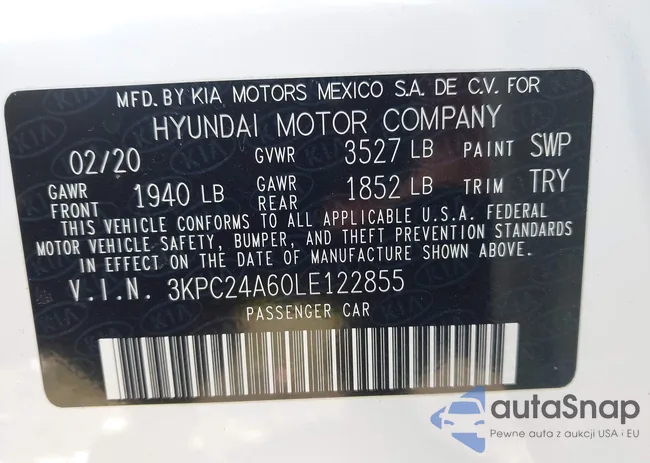 MFD. BY KIA MOTORS MEXICO S.A. DE C.V. FOR
HYUNDAI MOTOR COMPANY
02/20 GVWR 3527 LB PAINT SWP
GAWR FRONT 1940 LB GAWR REAR 1852 LB TRIM TRY
THIS VEHICLE CONFORMS TO ALL APPLICABLE U.S.A. FEDERAL
MOTOR VEHICLE SAFETY, BUMPER, AND THEFT PREVENTION STANDARDS
IN EFFECT ON THE DATE OF MANUFACTURE SHOWN ABOVE.
V.I.N. 3KPC24A60LE122855
PASSENGER CAR
autaSnap
Pewne auta z aukcji USA i EU